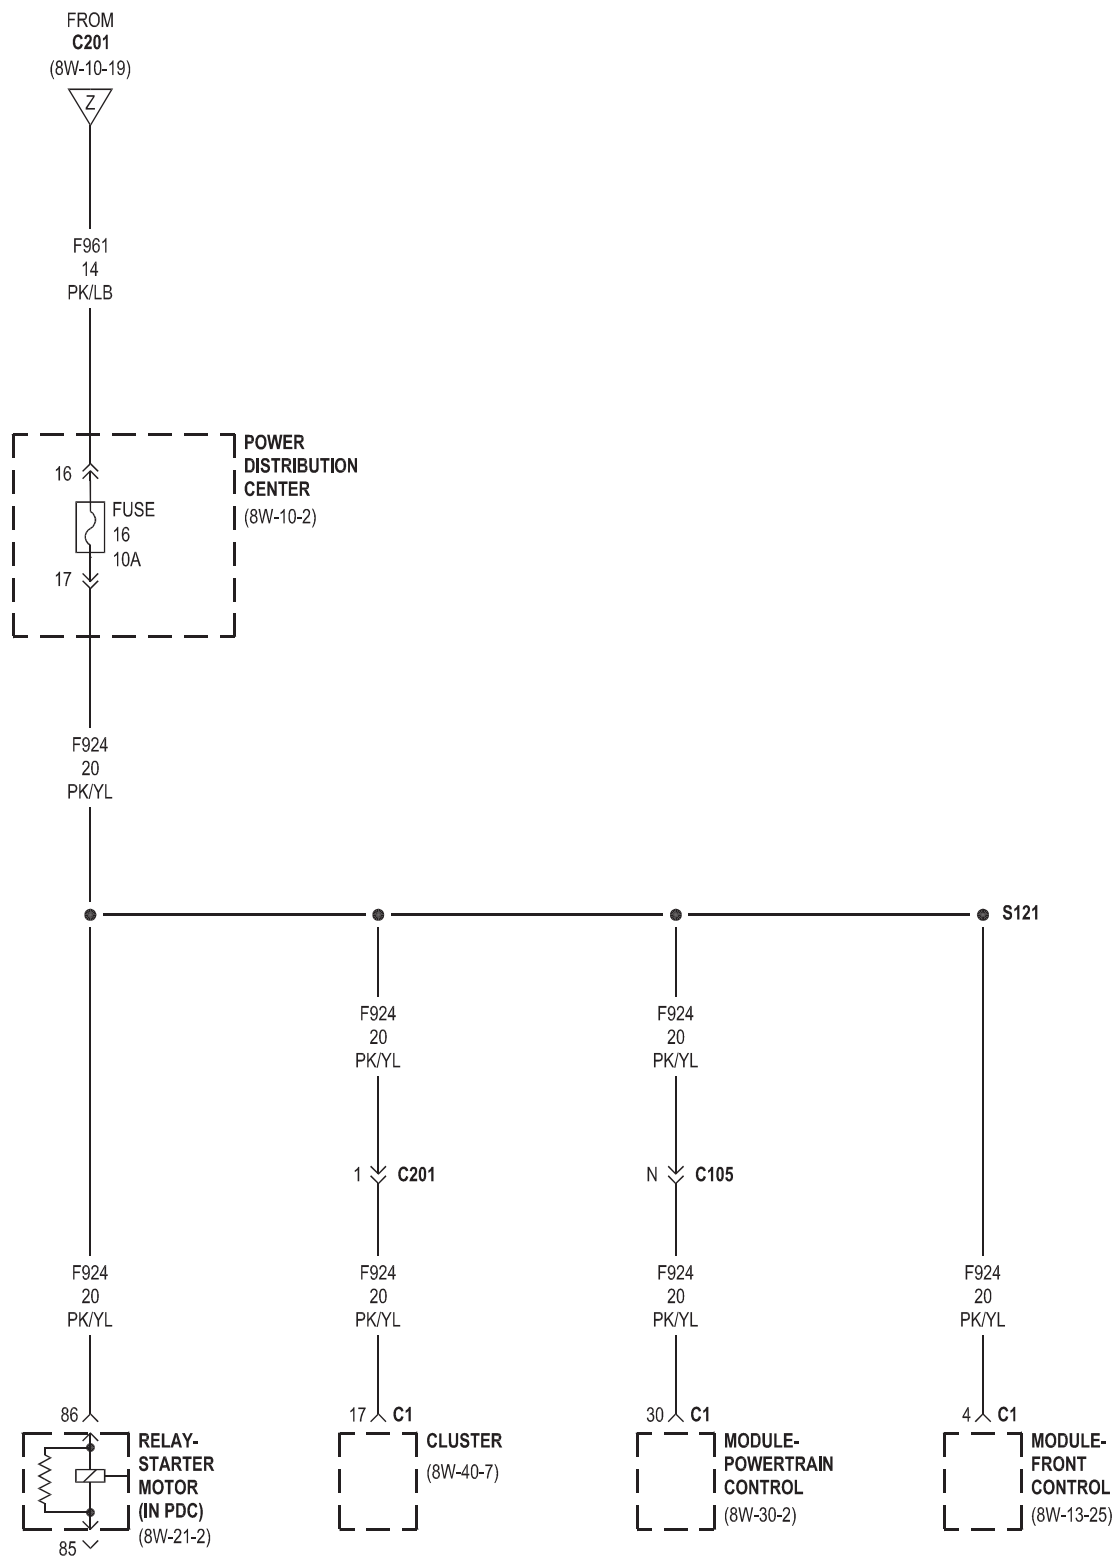 FROM
C201
(8W-10-19)
Z
F961
14
PK/LB
POWER
DISTRIBUTION
CENTER
(8W-10-2)
16
FUSE
16
10A
17
F924
20
PK/YL
S121
F924
20
PK/YL
F924
20
PK/YL
1
C201
N
C105
F924
20
PK/YL
F924
20
PK/YL
F924
20
PK/YL
F924
20
PK/YL
86
17
C1
30
C1
4
C1
RELAY-
STARTER
MOTOR
(IN PDC)
(8W-21-2)
85
CLUSTER
(8W-40-7)
MODULE-
POWERTRAIN
CONTROL
(8W-30-2)
MODULE-
FRONT
CONTROL
(8W-13-25)